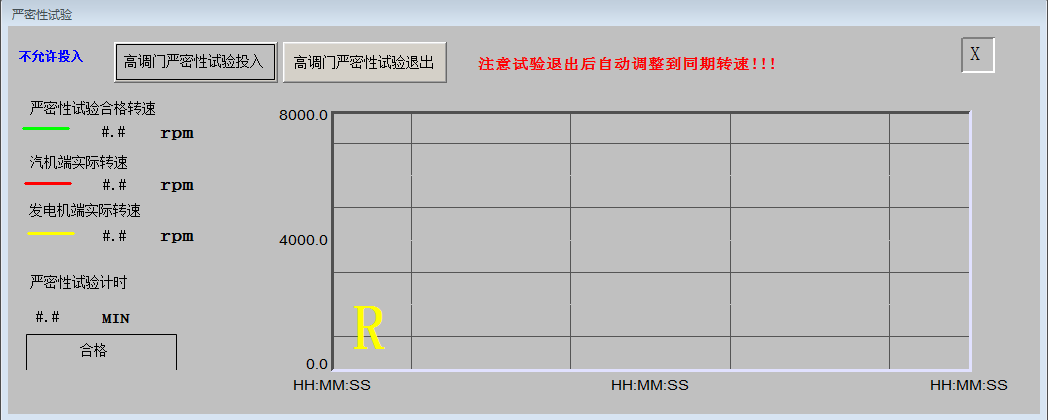 严密性试验
不允许投入
高调门严密性试验投入
高调门严密性试验退出
注意试验退出后自动调整到同期转速!!!
X
严密性试验合格转速
#.# rpm
汽机端实际转速
#.# rpm
发电机端实际转速
#.# rpm
严密性试验计时
#.# MIN
合格
8000.0
4000.0
0.0
R
HH:MM:SS HH:MM:SS HH:MM:SS